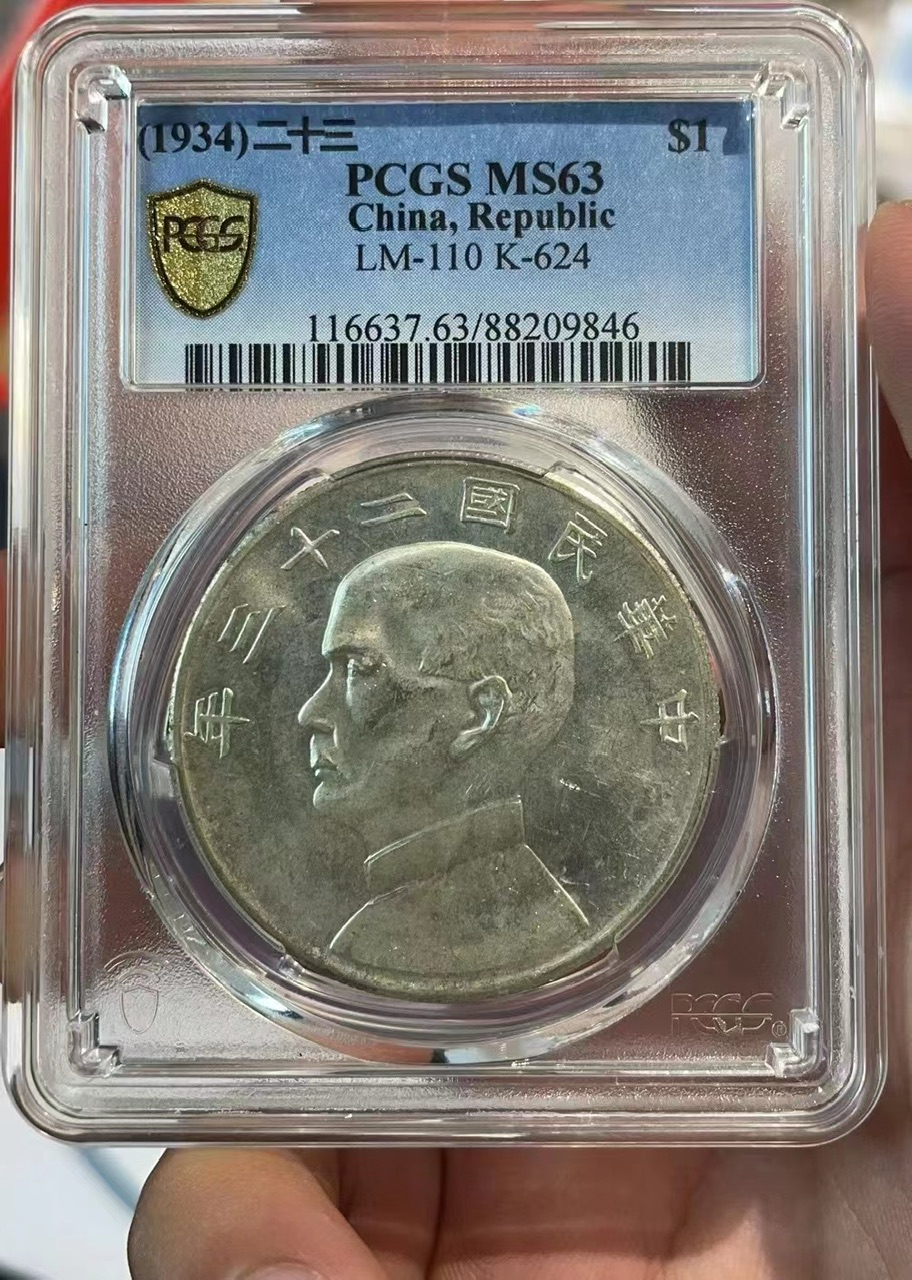 (1934)二十三 $1
PCGS MS63
China, Republic
LM-110 K-624
PCGS
116637.63/88209846
年三十二國民華中
PCGS®